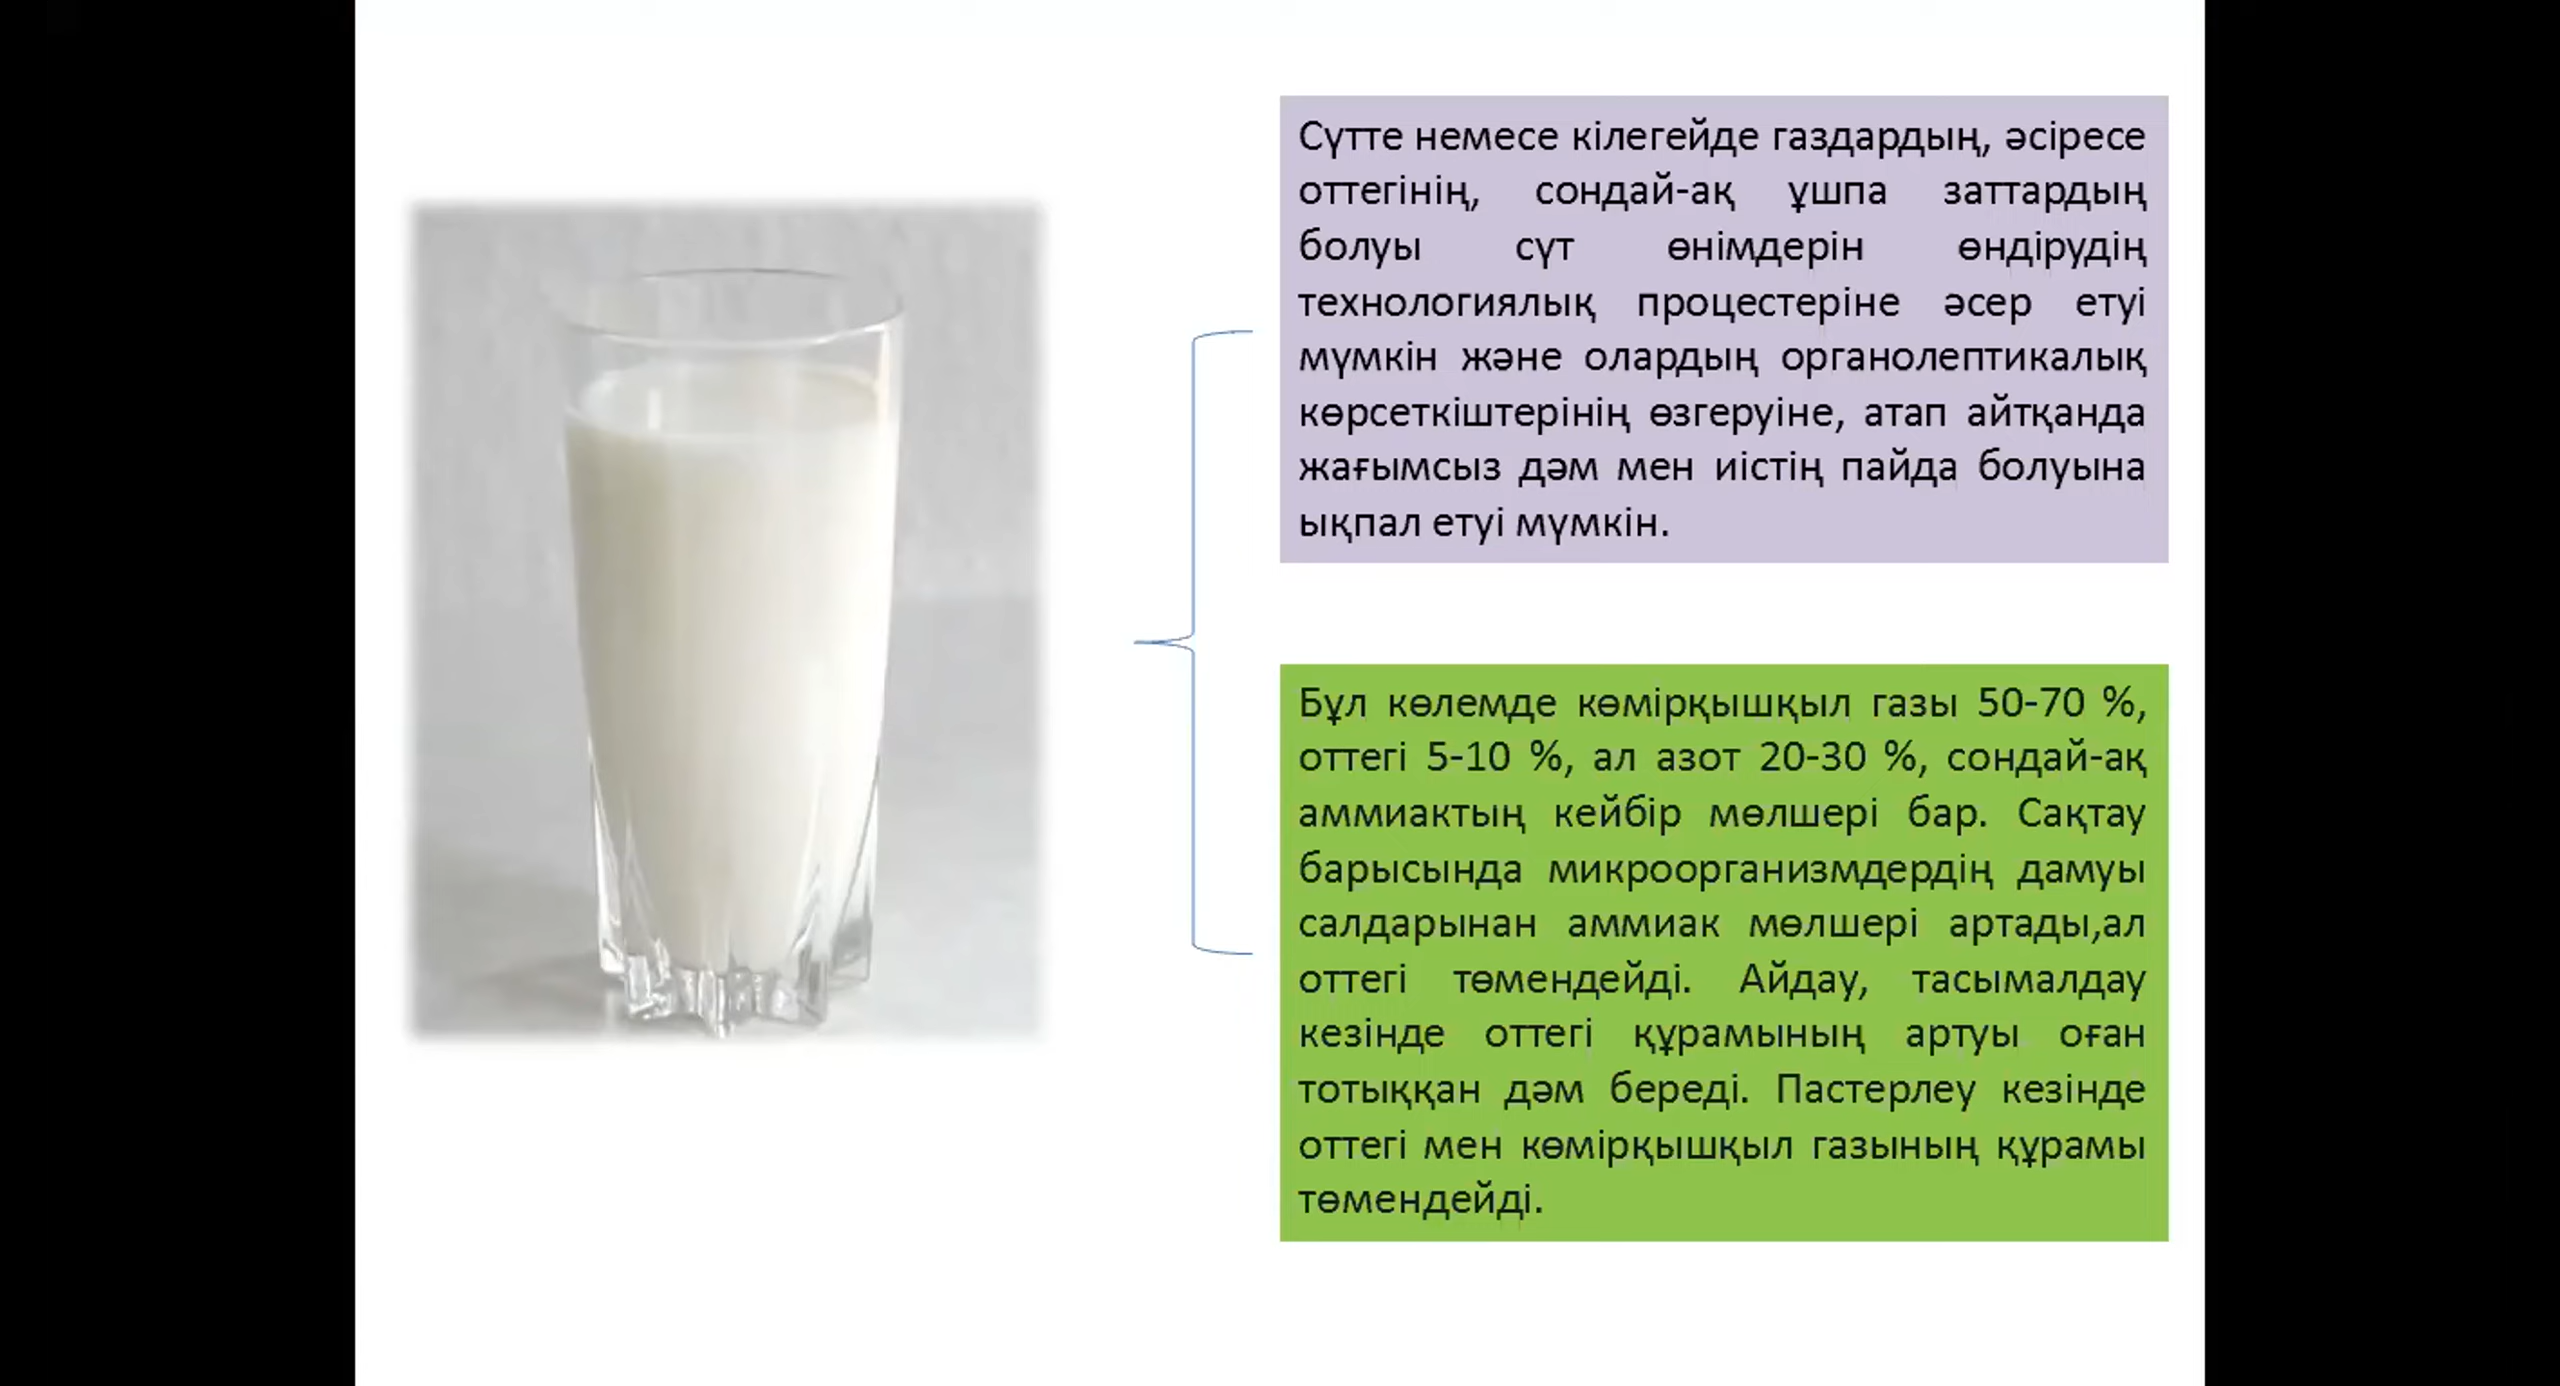 Сүтте немесе кілегейде газдардың, әсіресе
оттегінің, сондай-ақ ұшпа заттардың
болуы сүт өнімдерін өндірудің
технологиялық процестеріне әсер етуі
мүмкін және олардың органолептикалық
көрсеткіштерінің өзгеруіне, атап айтқанда
жағымсыз дәм мен иістің пайда болуына
ықпал етуі мүмкін.
Бұл көлемде көмірқышқыл газы 50-70 %,
оттегі 5-10 %, ал азот 20-30 %, сондай-ақ
аммиактың кейбір мөлшері бар. Сақтау
барысында микроорганизмдердің дамуы
салдарынан аммиак мөлшері артады,ал
оттегі төмендейді. Айдау, тасымалдау
кезінде оттегі құрамының артуы оған
тотыққан дәм береді. Пастерлеу кезінде
оттегі мен көмірқышқыл газының құрамы
төмендейді.